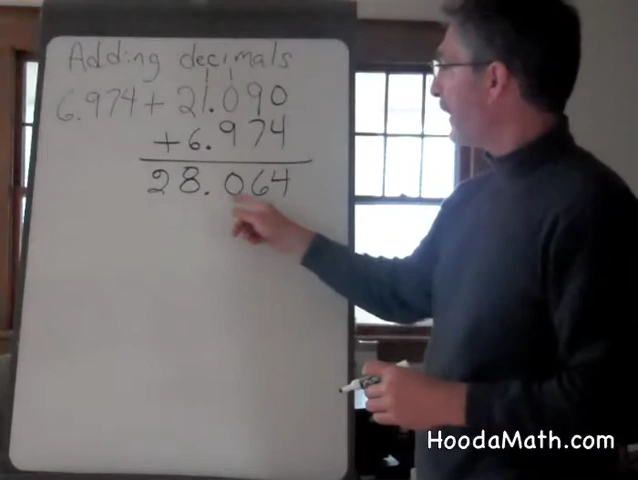 Adding decimals
6.974 + 21.090
+ 6.974
28.064
HoodaMath.com